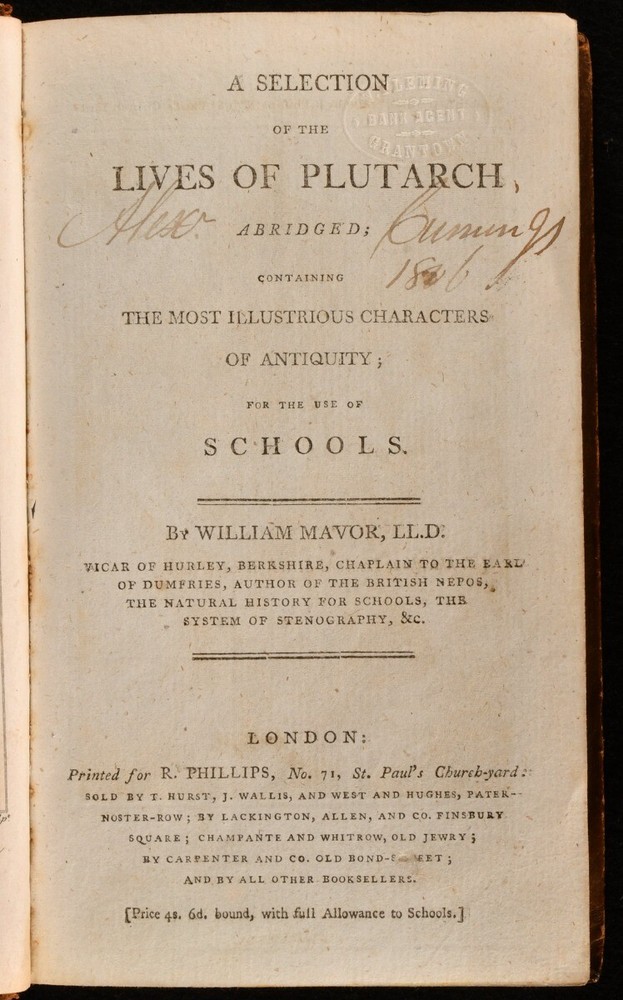 A SELECTION
FLEMING
BANK AGENT
GRANTOWN
OF THE
LIVES OF PLUTARCH,
Alexr. ABRIDGED; Cumings
CONTAINING
THE MOST ILLUSTRIOUS CHARACTERS
OF ANTIQUITY;
FOR THE USE OF
SCHOOLS.
By WILLIAM MAVOR, LL.D.
VICAR OF HURLEY, BERKSHIRE, CHAPLAIN TO THE EARL
OF DUMFRIES, AUTHOR OF THE BRITISH NEPOS,
THE NATURAL HISTORY FOR SCHOOLS, THE
SYSTEM OF STENOGRAPHY, &c.
LONDON:
Printed for R. PHILLIPS, No. 71, St. Paul's Church-yard:
SOLD BY T. HURST, J. WALLIS, AND WEST AND HUGHES, PATER-
NOSTER-ROW; BY LACKINGTON, ALLEN, AND CO. FINSBURY
SQUARE; CHAMPANTE AND WHITROW, OLD JEWRY;
BY CARPENTER AND CO. OLD BOND-STREET;
AND BY ALL OTHER BOOKSELLERS.
[Price 4s. 6d. bound, with full Allowance to Schools.]